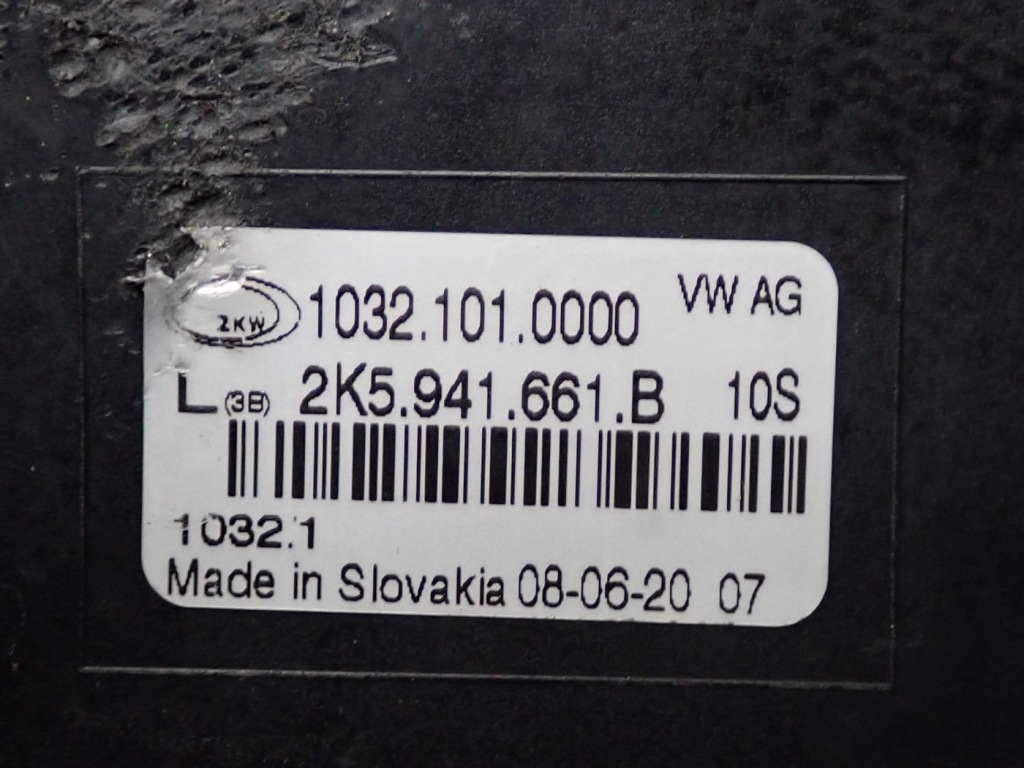 2KW 1032.101.0000 VW AG
L (3B) 2K5.941.661.B 10S
1032.1
Made in Slovakia 08-06-20 07